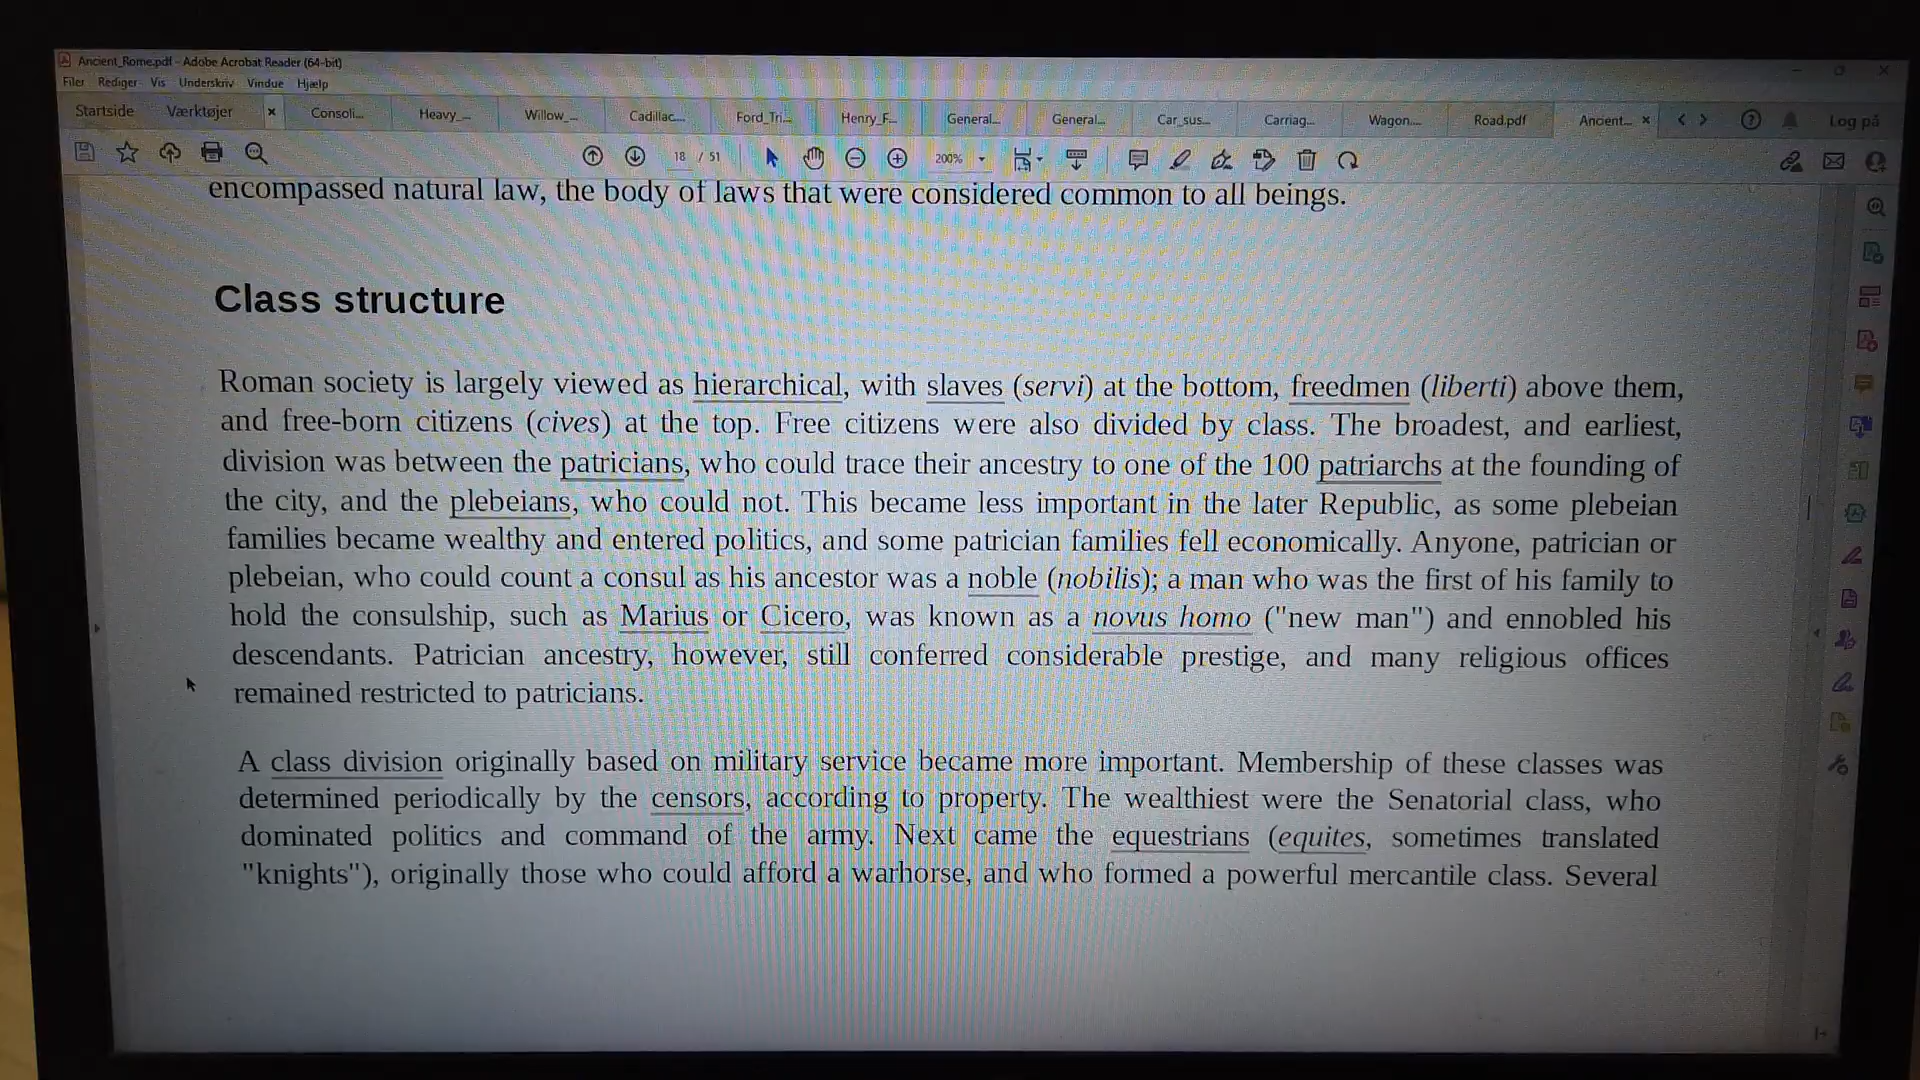 Ancient_Rome.pdf - Adobe Acrobat Reader (64-bit)
Filer Rediger Vis Underskriv Vindue Hjælp
Startside Værktøjer × Consoli... Heavy_... Willow_... Cadillac,... Ford_Tri... Henry_F... General... General... Car_sus... Carriag... Wagon.... Road.pdf Ancient... × Log på
18 / 51 200%
encompassed natural law, the body of laws that were considered common to all beings.
Class structure
Roman society is largely viewed as hierarchical, with slaves (servi) at the bottom, freedmen (liberti) above them,
and free-born citizens (cives) at the top. Free citizens were also divided by class. The broadest, and earliest,
division was between the patricians, who could trace their ancestry to one of the 100 patriarchs at the founding of
the city, and the plebeians, who could not. This became less important in the later Republic, as some plebeian
families became wealthy and entered politics, and some patrician families fell economically. Anyone, patrician or
plebeian, who could count a consul as his ancestor was a noble (nobilis); a man who was the first of his family to
hold the consulship, such as Marius or Cicero, was known as a novus homo ("new man") and ennobled his
descendants. Patrician ancestry, however, still conferred considerable prestige, and many religious offices
remained restricted to patricians.
A class division originally based on military service became more important. Membership of these classes was
determined periodically by the censors, according to property. The wealthiest were the Senatorial class, who
dominated politics and command of the army. Next came the equestrians (equites, sometimes translated
"knights"), originally those who could afford a warhorse, and who formed a powerful mercantile class. Several